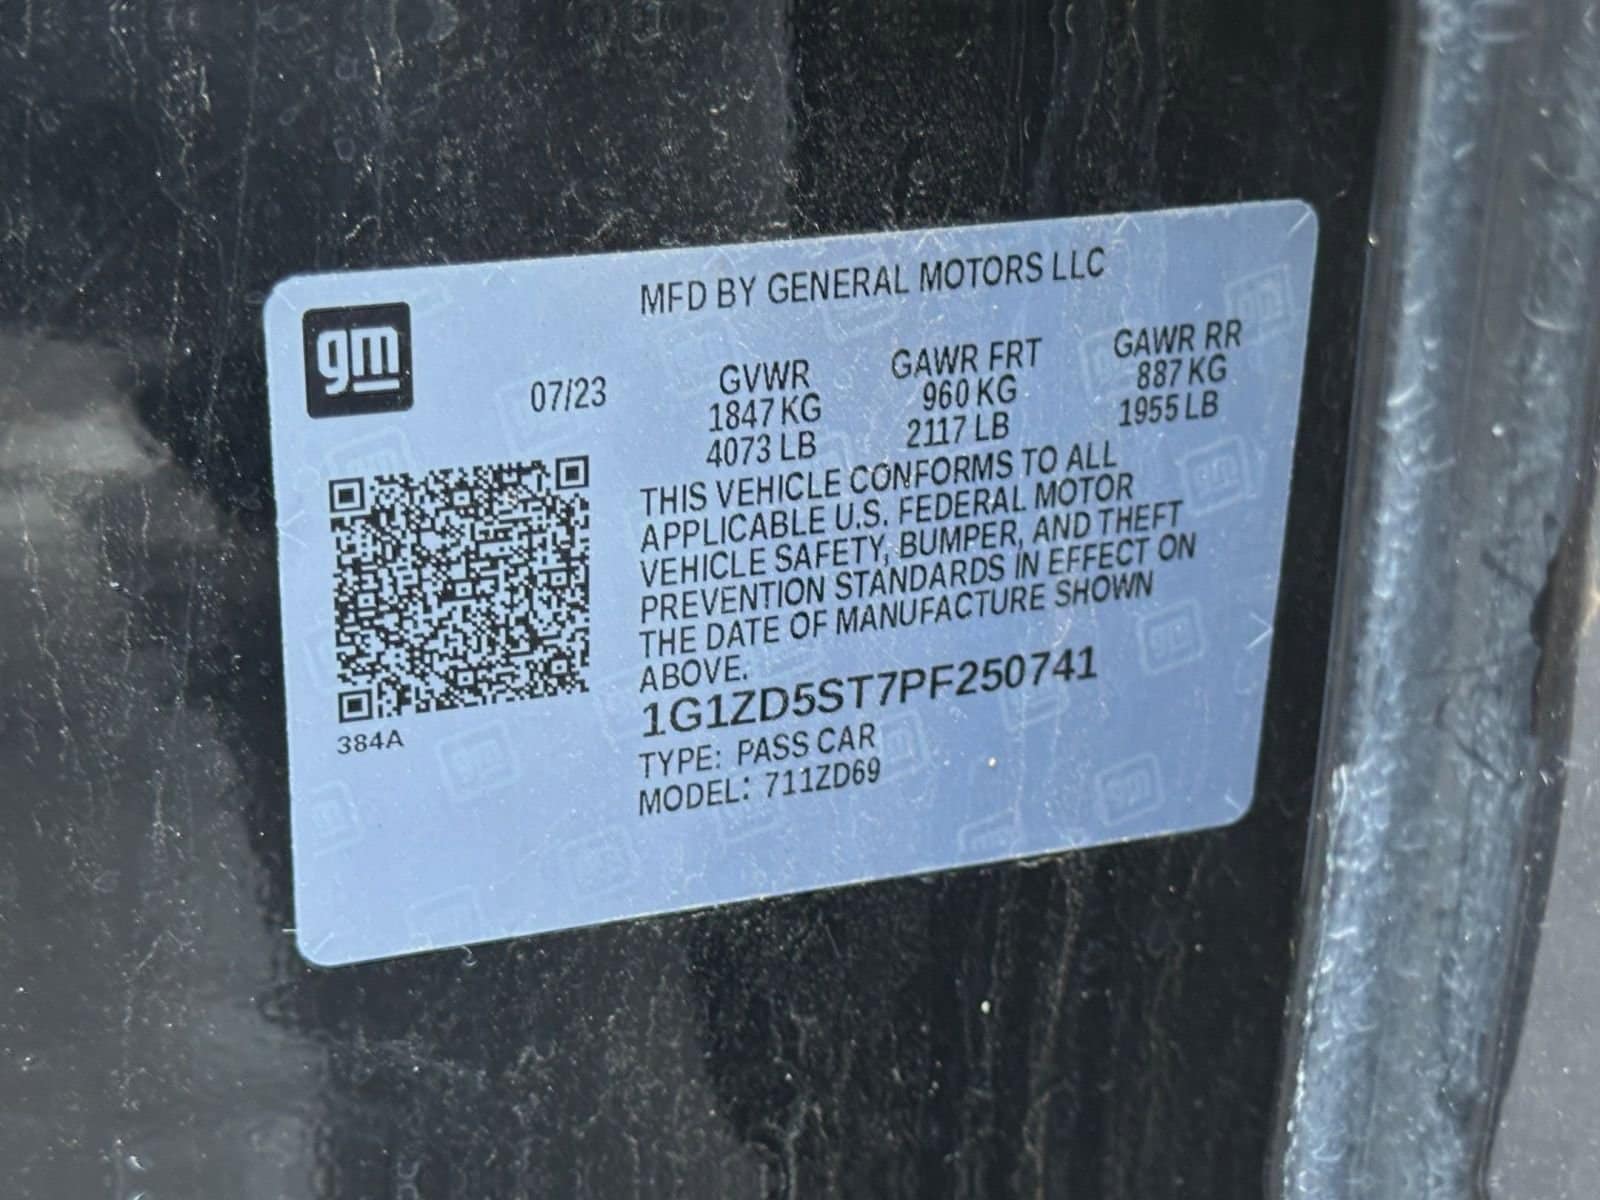 MFD BY GENERAL MOTORS LLC
gm
07/23
GVWR
1847 KG
4073 LB
GAWR FRT
960 KG
2117 LB
GAWR RR
887 KG
1955 LB
THIS VEHICLE CONFORMS TO ALL
APPLICABLE U.S. FEDERAL MOTOR
VEHICLE SAFETY, BUMPER, AND THEFT
PREVENTION STANDARDS IN EFFECT ON
THE DATE OF MANUFACTURE SHOWN
ABOVE.
1G1ZD5ST7PF250741
TYPE: PASS CAR
MODEL: 711ZD69
384A